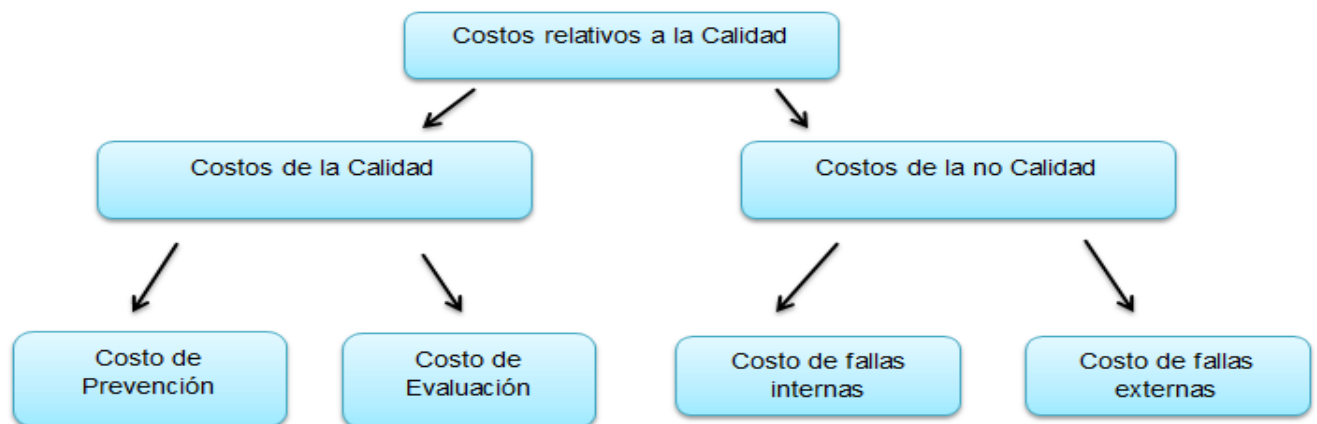 Costos relativos a la Calidad
Costos de la Calidad
Costos de la no Calidad
Costo de
Prevención
Costo de
Evaluación
Costo de fallas
internas
Costo de fallas
externas